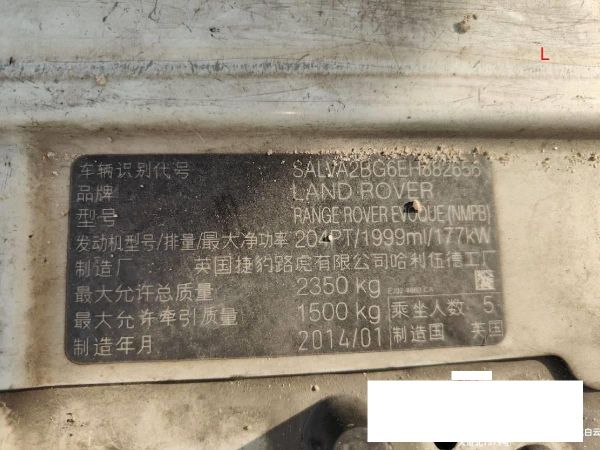 L
车辆识别代号 SALVA2BG6EH882656
品牌 LAND ROVER
型号 RANGE ROVER EVOQUE (NMPB)
发动机型号/排量/最大净功率 204PT/1999ml/177kW
制造厂 英国捷豹路虎有限公司哈利伍德工厂
最大允许总质量 2350 kg
最大允许牵引质量 1500 kg 乘坐人数 5
制造年月 2014/01 制造国 英国
白云